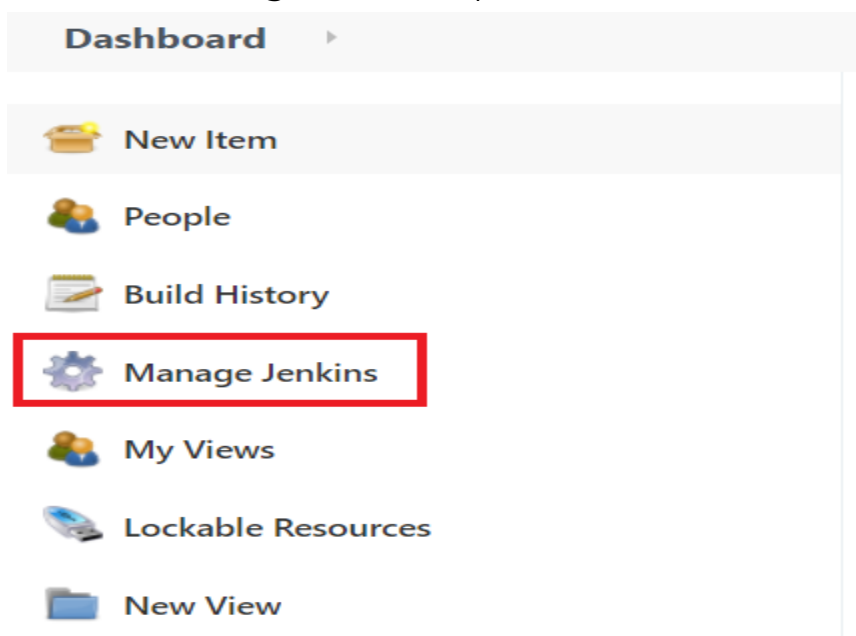 Dashboard
New Item
People
Build History
Manage Jenkins
My Views
Lockable Resources
New View